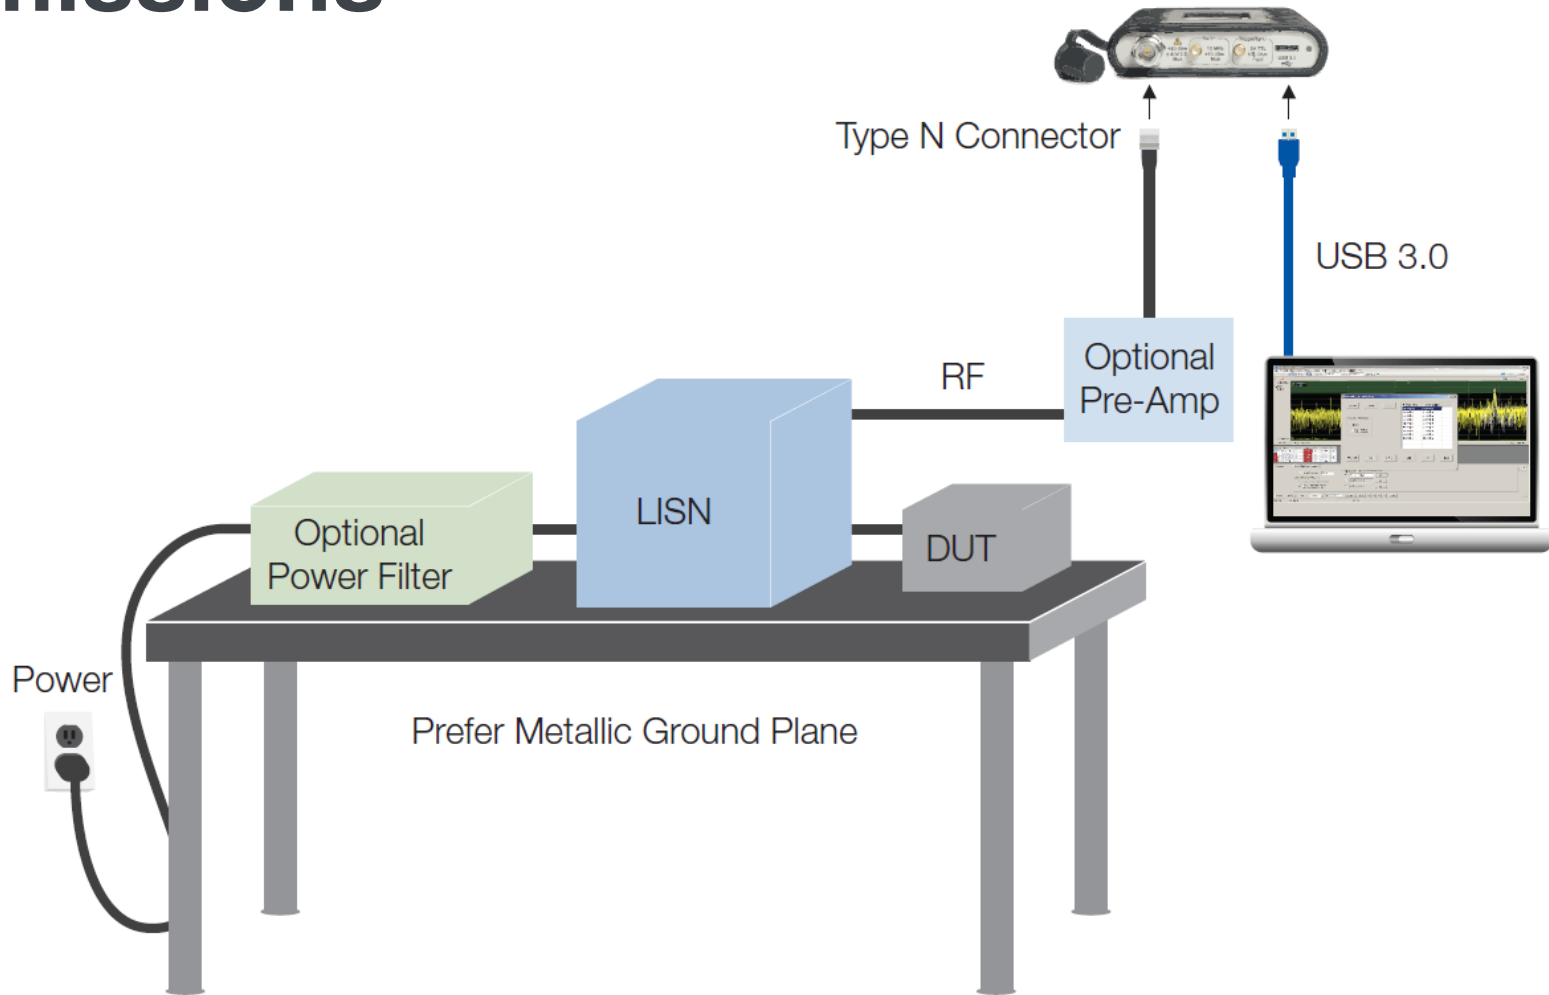 missions
Type N Connector
USB 3.0
Optional
Pre-Amp
RF
LISN
Optional
Power Filter
DUT
Power
Prefer Metallic Ground Plane